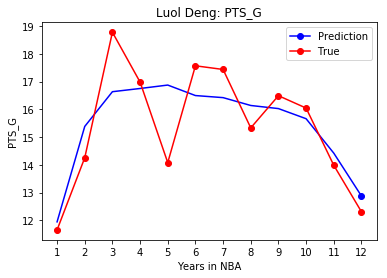 Luol Deng: PTS_G
Prediction
True
PTS_G
19
18
17
16
15
14
13
12
1 2 3 4 5 6 7 8 9 10 11 12
Years in NBA